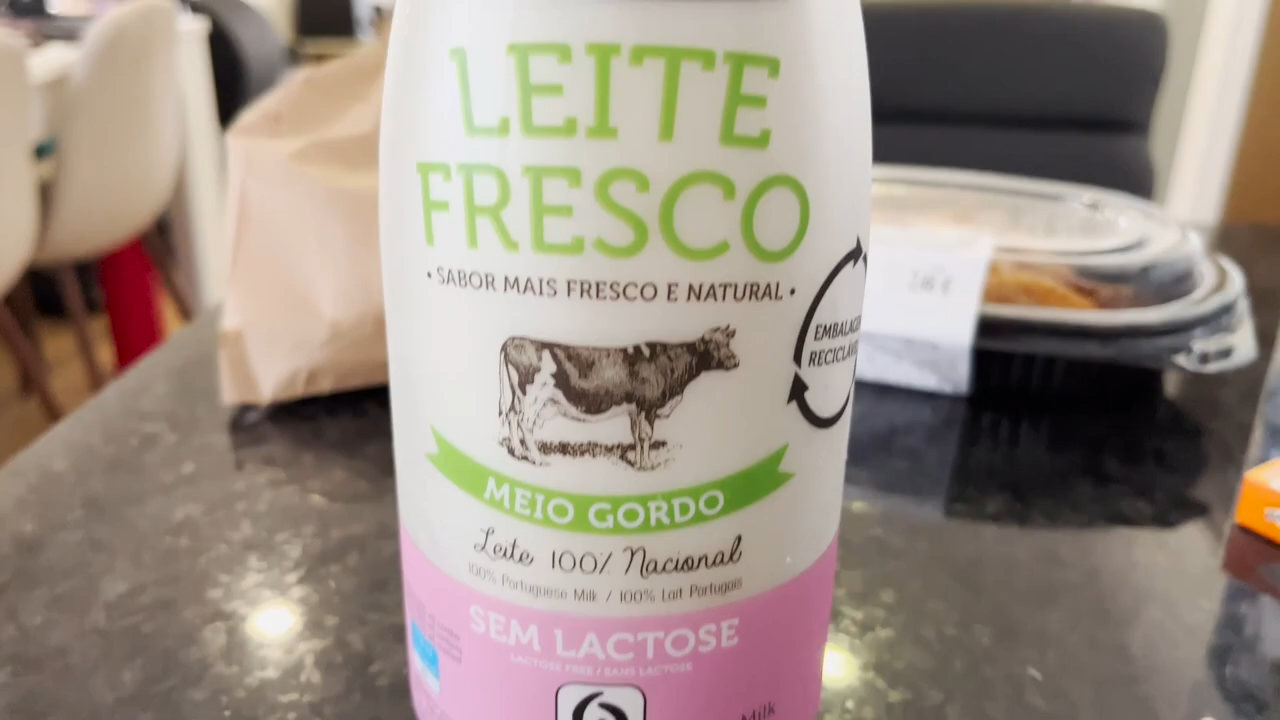 LEITE
FRESCO
• SABOR MAIS FRESCO E NATURAL •
MEIO GORDO
Leite 100% Nacional
100% Portuguese Milk / 100% Lait Portugais
SEM LACTOSE
LACTOSE FREE / SANS LACTOSE
Milk